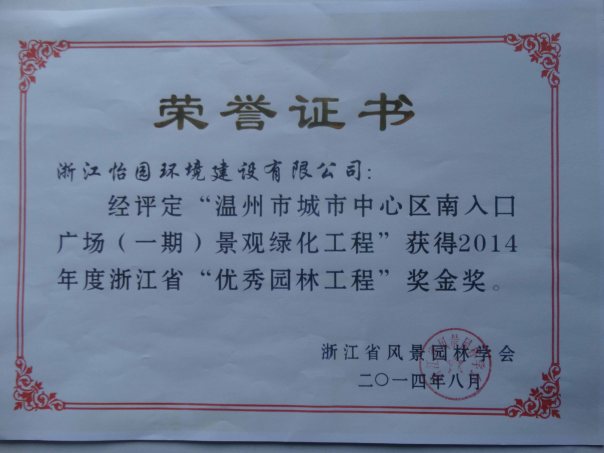 荣誉证书
浙江怡园环境建设有限公司：
经评定“温州市城市中心区南入口
广场（一期）景观绿化工程”获得2014
年度浙江省“优秀园林工程”奖金奖。
浙江省风景园林学会
二〇一四年八月